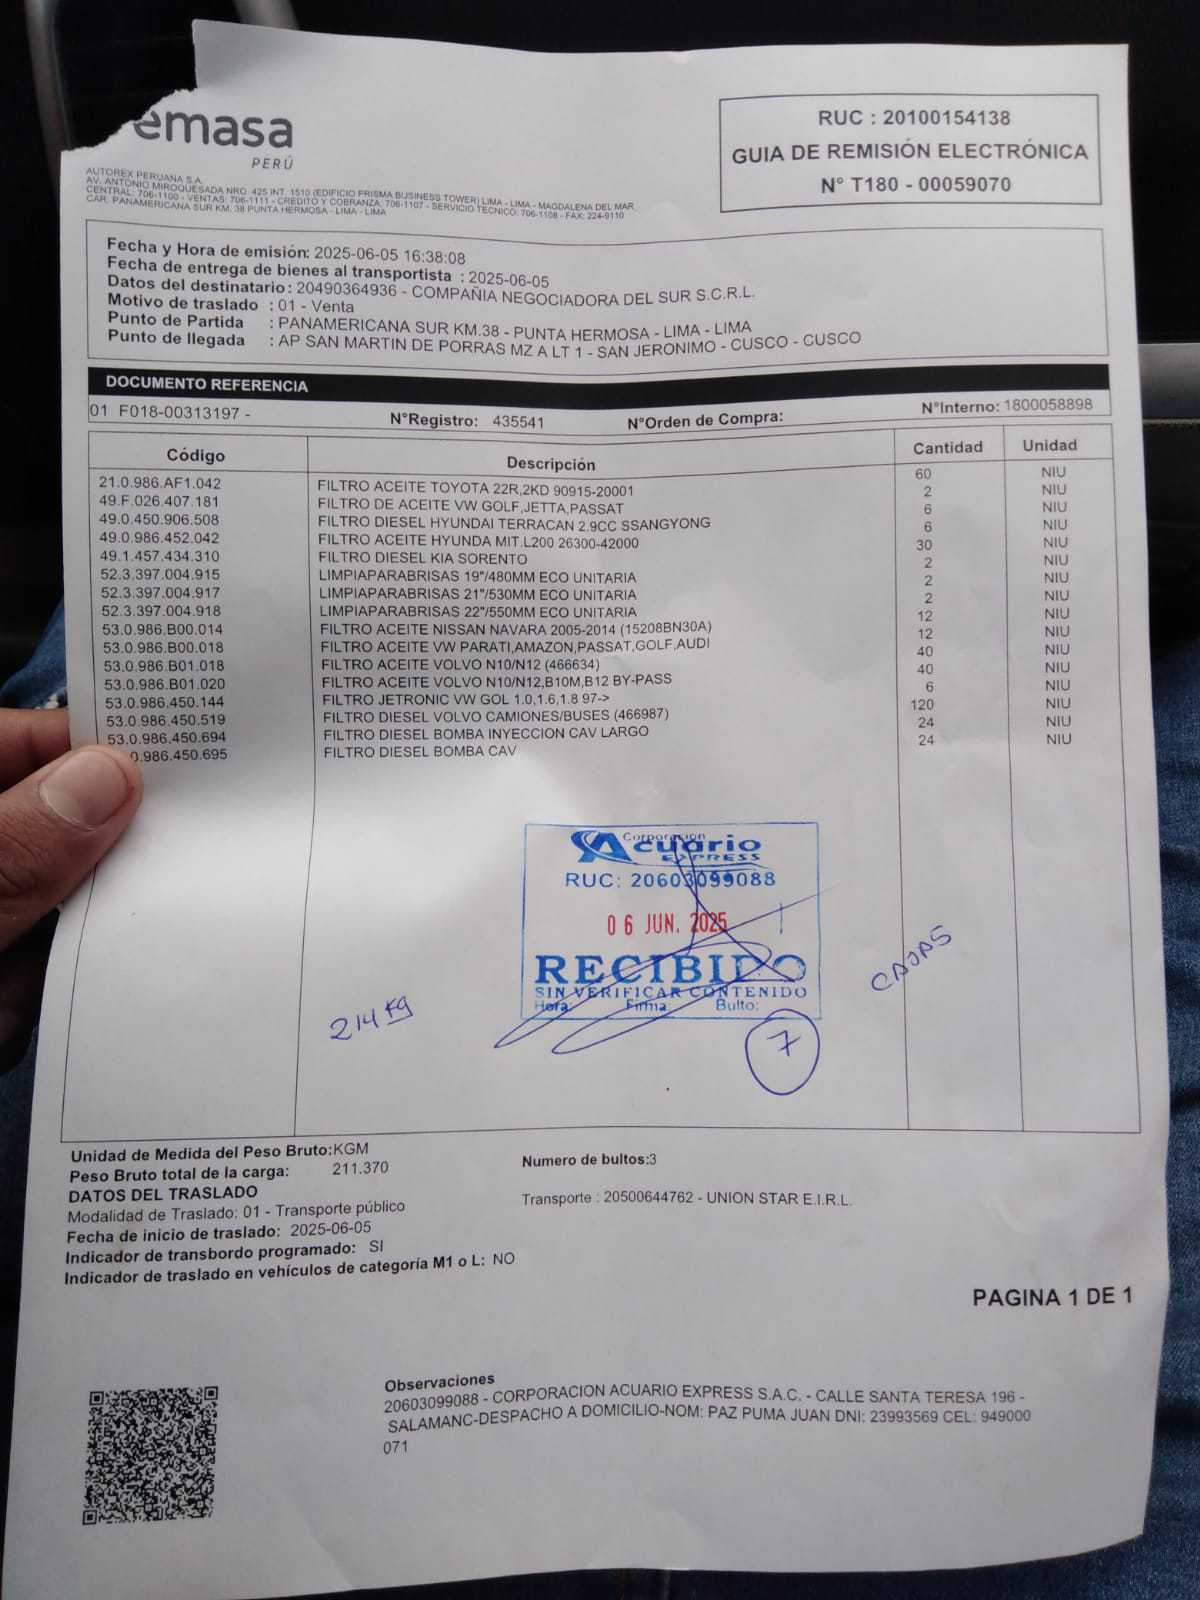 emasa
PERÚ
AUTOREX PERUANA S.A.
AV. ANTONIO MIROQUESADA NRO. 425 INT. 1510 (EDIFICIO PRISMA BUSINESS TOWER) LIMA - LIMA - MAGDALENA DEL MAR
CENTRAL: 706-1100 - VENTAS: 706-1111 - CREDITO Y COBRANZA: 706-1107 - SERVICIO TECNICO: 706-1108 - FAX: 224-9110
CAR. PANAMERICANA SUR KM. 38 PUNTA HERMOSA - LIMA - LIMA
RUC : 20100154138
GUIA DE REMISIÓN ELECTRÓNICA
N° T180 - 00059070
Fecha y Hora de emisión: 2025-06-05 16:38:08
Fecha de entrega de bienes al transportista : 2025-06-05
Datos del destinatario : 20490364936 - COMPAÑIA NEGOCIADORA DEL SUR S.C.R.L.
Motivo de traslado : 01 - Venta
Punto de Partida : PANAMERICANA SUR KM.38 - PUNTA HERMOSA - LIMA - LIMA
Punto de llegada : AP SAN MARTIN DE PORRAS MZ A LT 1 - SAN JERONIMO - CUSCO - CUSCO
DOCUMENTO REFERENCIA
01 F018-00313197 - N°Registro: 435541 N°Orden de Compra: N°Interno: 1800058898
Código Descripción Cantidad Unidad
21.0.986.AF1.042 FILTRO ACEITE TOYOTA 22R,2KD 90915-20001 60 NIU
49.F.026.407.181 FILTRO DE ACEITE VW GOLF,JETTA,PASSAT 2 NIU
49.0.450.906.508 FILTRO DIESEL HYUNDAI TERRACAN 2.9CC SSANGYONG 6 NIU
49.0.986.452.042 FILTRO ACEITE HYUNDA MIT.L200 26300-42000 6 NIU
49.1.457.434.310 FILTRO DIESEL KIA SORENTO 30 NIU
52.3.397.004.915 LIMPIAPARABRISAS 19"/480MM ECO UNITARIA 2 NIU
52.3.397.004.917 LIMPIAPARABRISAS 21"/530MM ECO UNITARIA 2 NIU
52.3.397.004.918 LIMPIAPARABRISAS 22"/550MM ECO UNITARIA 2 NIU
53.0.986.B00.014 FILTRO ACEITE NISSAN NAVARA 2005-2014 (15208BN30A) 12 NIU
53.0.986.B00.018 FILTRO ACEITE VW PARATI,AMAZON,PASSAT,GOLF,AUDI 12 NIU
53.0.986.B01.018 FILTRO ACEITE VOLVO N10/N12 (466634) 40 NIU
53.0.986.B01.020 FILTRO ACEITE VOLVO N10/N12,B10M,B12 BY-PASS 40 NIU
53.0.986.450.144 FILTRO JETRONIC VW GOL 1.0,1.6,1.8 97-> 6 NIU
53.0.986.450.519 FILTRO DIESEL VOLVO CAMIONES/BUSES (466987) 120 NIU
53.0.986.450.694 FILTRO DIESEL BOMBA INYECCION CAV LARGO 24 NIU
0.986.450.695 FILTRO DIESEL BOMBA CAV 24 NIU
Corporacion
Acuario
EXPRESS
RUC: 20603099088
06 JUN. 2025
RECIBIDO
SIN VERIFICAR CONTENIDO
Hora: Firma: Bulto:
CAJAS
214 Kg
7
Unidad de Medida del Peso Bruto:KGM
Peso Bruto total de la carga: 211.370
Numero de bultos:3
DATOS DEL TRASLADO
Modalidad de Traslado: 01 - Transporte público
Transporte : 20500644762 - UNION STAR E.I.R.L.
Fecha de inicio de traslado: 2025-06-05
Indicador de transbordo programado: SI
Indicador de traslado en vehículos de categoría M1 o L: NO
PAGINA 1 DE 1
Observaciones
20603099088 - CORPORACION ACUARIO EXPRESS S.A.C. - CALLE SANTA TERESA 196 -
SALAMANC-DESPACHO A DOMICILIO-NOM: PAZ PUMA JUAN DNI: 23993569 CEL: 949000
071